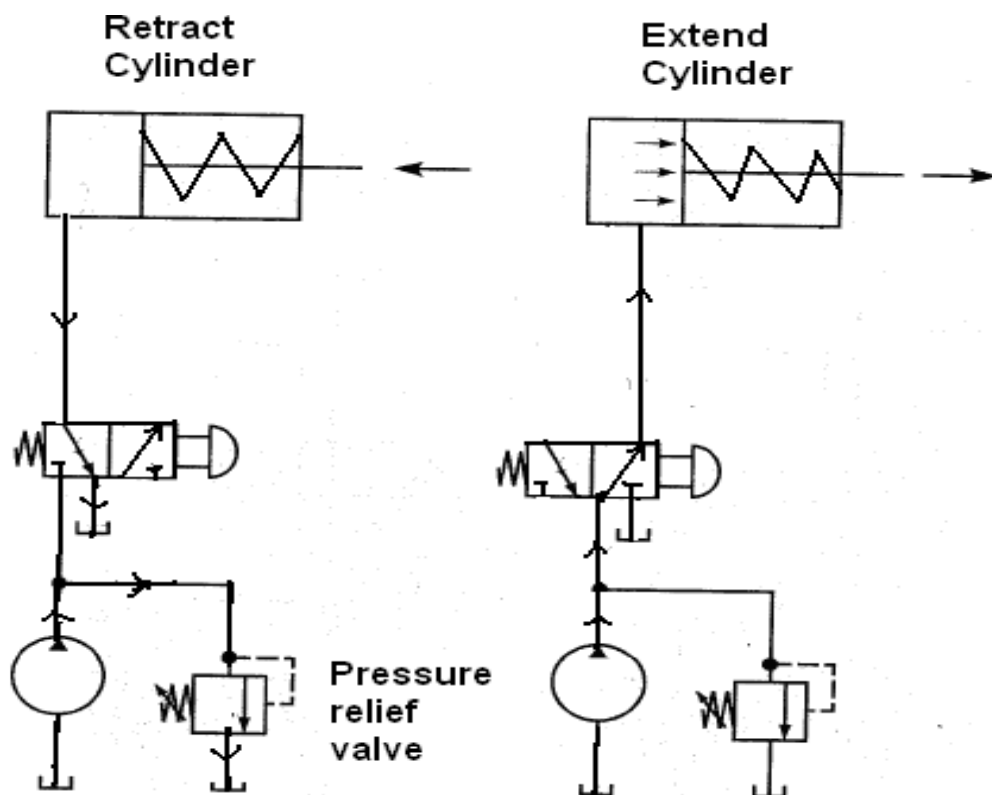 Retract
Cylinder
Extend
Cylinder
Pressure
relief
valve